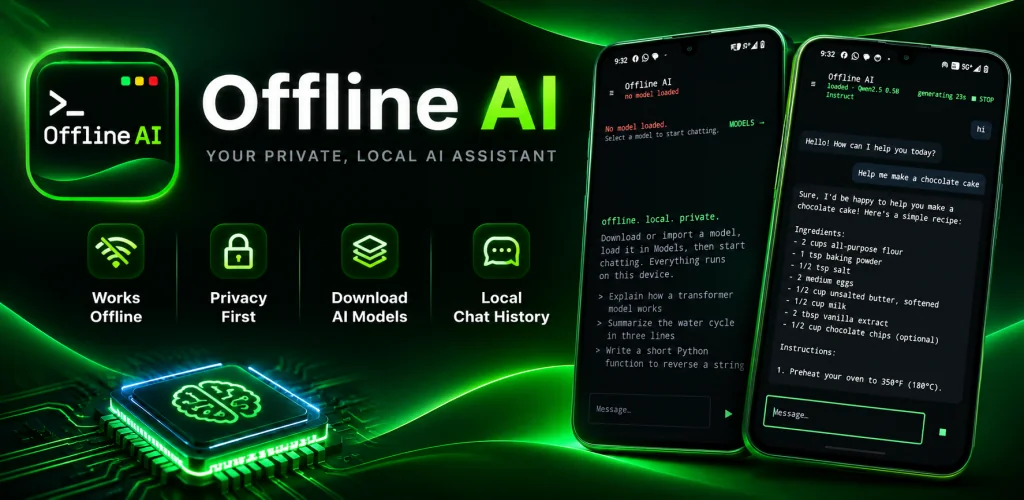 >_
Offline AI
Offline AI
YOUR PRIVATE, LOCAL AI ASSISTANT
Works
Offline
Privacy
First
Download
AI Models
Local
Chat History
9:32
5G+
≡
Offline AI
no model loaded
No model loaded.
Select a model to start chatting.
MODELS →
offline. local. private.
Download or import a model,
load it in Models, then start
chatting. Everything runs
on this device.
> Explain how a transformer
model works
> Summarize the water cycle
in three lines
> Write a short Python
function to reverse a string
Message_
9:32
5G+
≡
Offline AI
loaded · Qwen2.5 0.5B
Instruct
generating 23s ■ STOP
hi
Hello! How can I help you today?
Help me make a chocolate cake
Sure, I'd be happy to help you make a
chocolate cake! Here's a simple recipe:
Ingredients:
- 2 cups all-purpose flour
- 1 tsp baking powder
- 1/2 tsp salt
- 2 medium eggs
- 1/2 cup unsalted butter, softened
- 1/2 cup milk
- 2 tbsp vanilla extract
- 1/2 cup chocolate chips (optional)
Instructions:
1. Preheat your oven to 350°F (180°C).
Message_